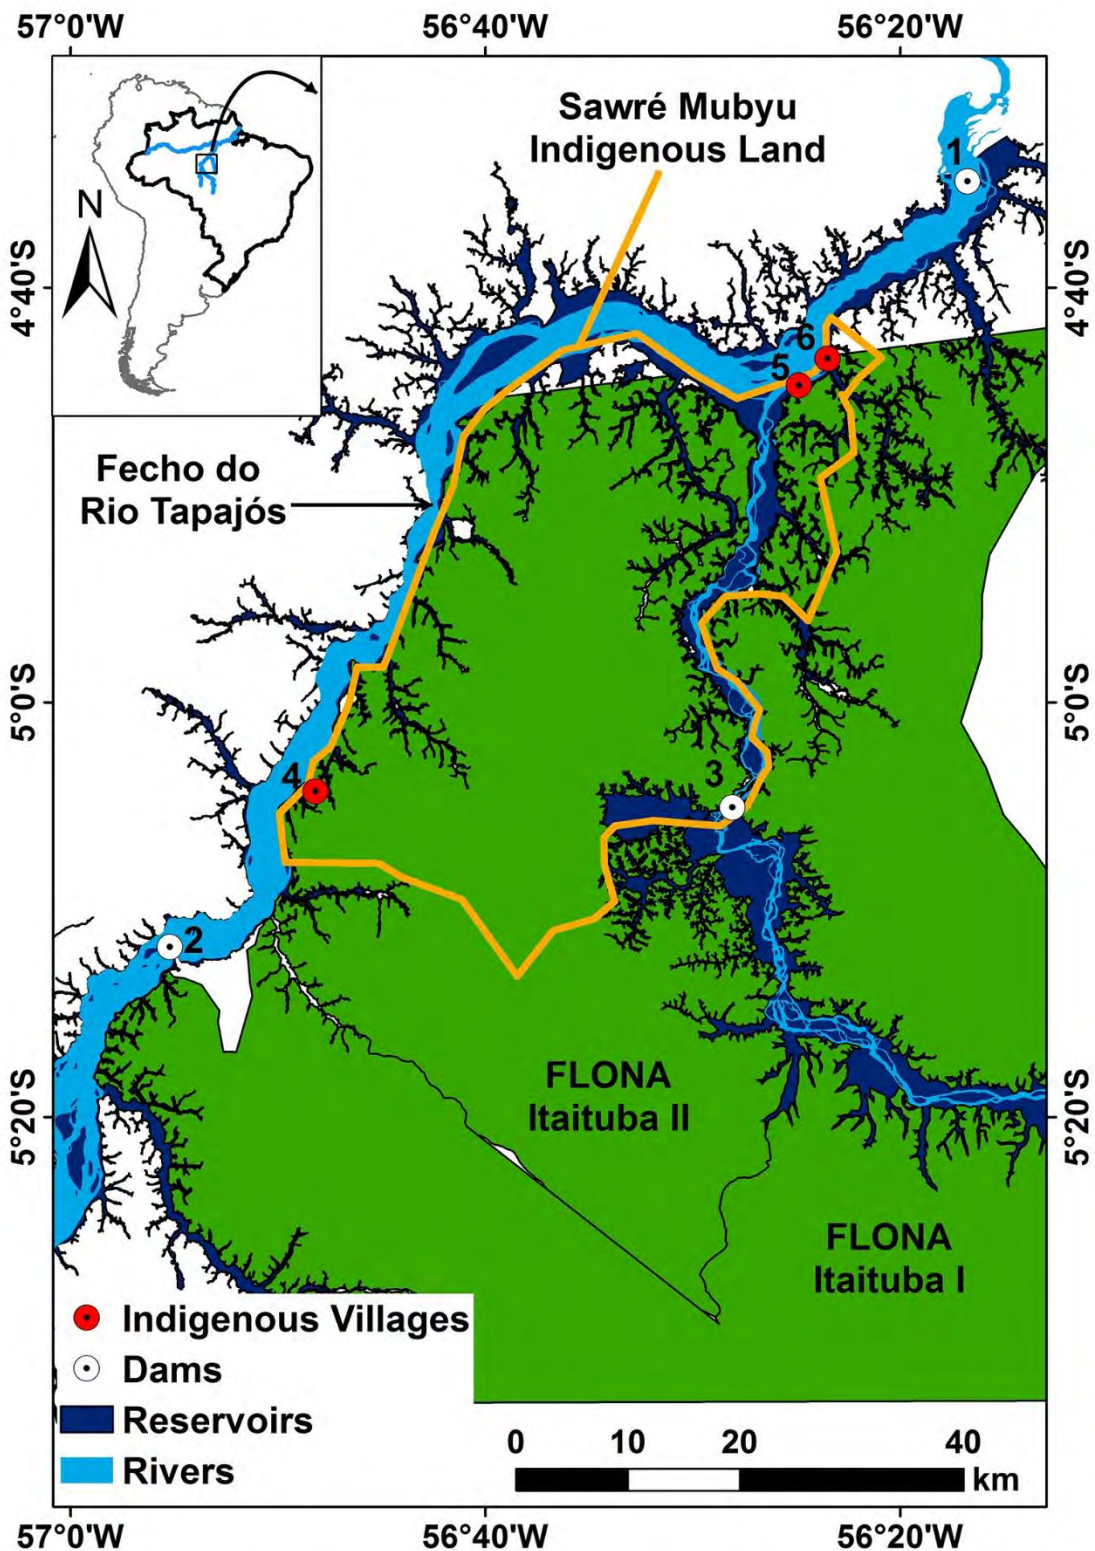 57°0'W
56°40'W
56°20'W
N
Sawré Mubyu
Indigenous Land
1
4°40'S
4°40'S
6
5
Fecho do
Rio Tapajós
5°0'S
5°0'S
4
3
2
FLONA
Itaituba II
5°20'S
5°20'S
FLONA
Itaituba I
Indigenous Villages
Dams
Reservoirs
Rivers
0 10 20 40
km
57°0'W
56°40'W
56°20'W